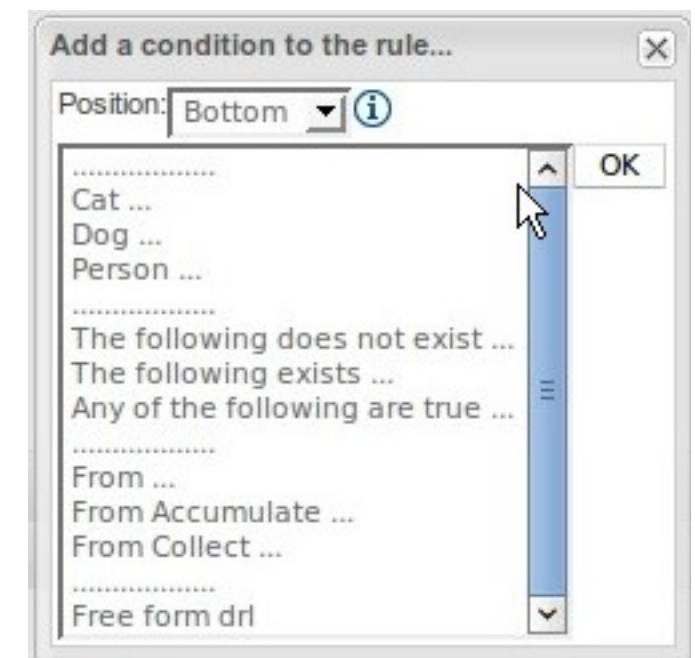 Add a condition to the rule...
Position: Bottom
OK
...................
Cat ...
Dog ...
Person ...
...................
The following does not exist ...
The following exists ...
Any of the following are true ...
...................
From ...
From Accumulate ...
From Collect ...
...................
Free form drl